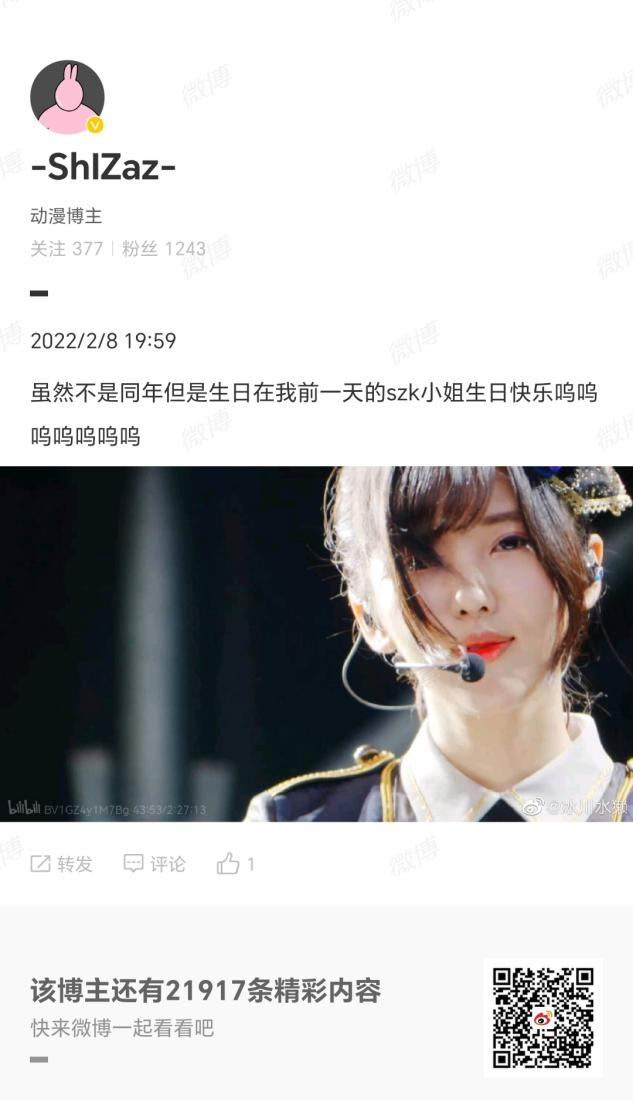 -ShIZaz-
动漫博主
关注 377 | 粉丝 1243
2022/2/8 19:59
虽然不是同年但是生日在我前一天的szk小姐生日快乐呜呜
呜呜呜呜呜
bilibili BV1GZ4y1M7Bg 43:53/2:27:13
@冰川水獭
转发 评论 1
该博主还有21917条精彩内容
快来微博一起看看吧
微博